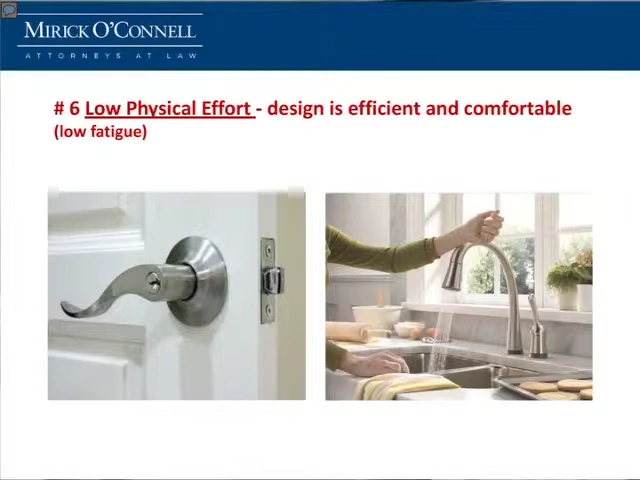 MIRICK O'CONNELL
ATTORNEYS AT LAW
# 6 Low Physical Effort - design is efficient and comfortable
(low fatigue)